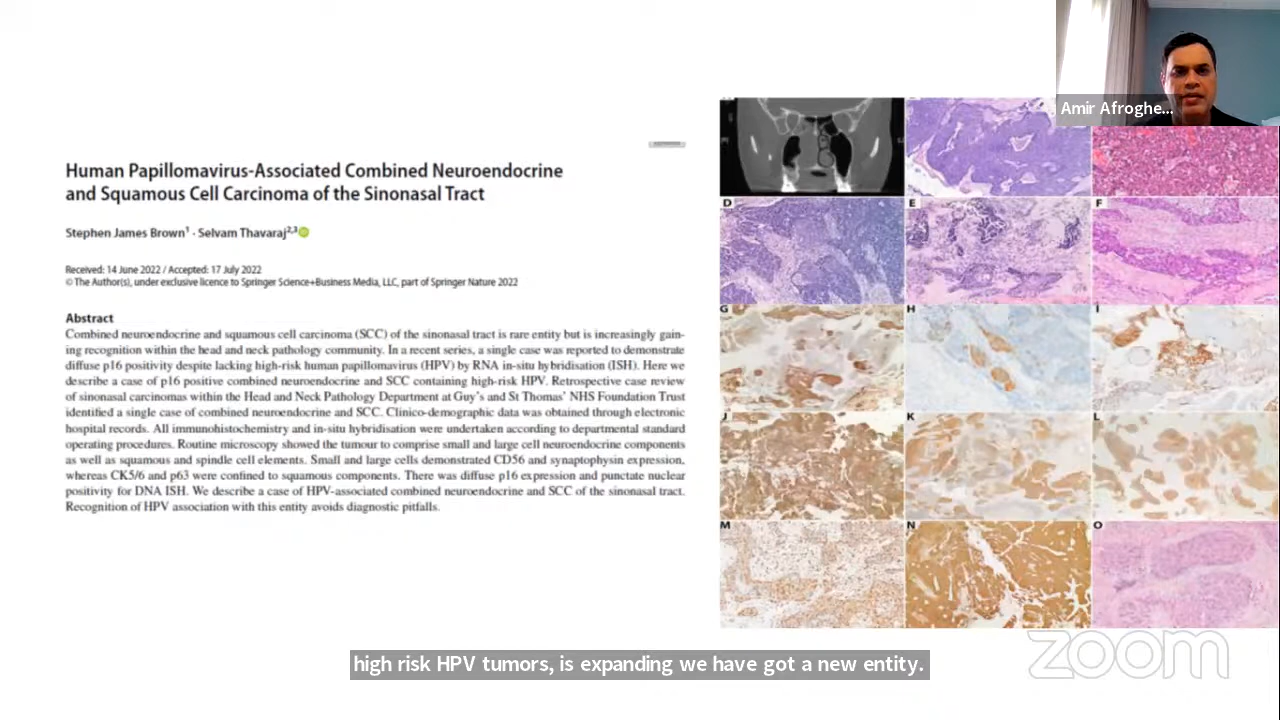 Amir Afroghe...
Human Papillomavirus-Associated Combined Neuroendocrine
and Squamous Cell Carcinoma of the Sinonasal Tract
Stephen James Brown¹ · Selvam Thavaraj²,³
Received: 14 June 2022 / Accepted: 17 July 2022
© The Author(s), under exclusive licence to Springer Science+Business Media, LLC, part of Springer Nature 2022
Abstract
Combined neuroendocrine and squamous cell carcinoma (SCC) of the sinonasal tract is rare entity but is increasingly gain-
ing recognition within the head and neck pathology community. In a recent series, a single case was reported to demonstrate
diffuse p16 positivity despite lacking high-risk human papillomavirus (HPV) by RNA in-situ hybridisation (ISH). Here we
describe a case of p16 positive combined neuroendocrine and SCC containing high-risk HPV. Retrospective case review
of sinonasal carcinomas within the Head and Neck Pathology Department at Guy's and St Thomas' NHS Foundation Trust
identified a single case of combined neuroendocrine and SCC. Clinico-demographic data was obtained through electronic
hospital records. All immunohistochemistry and in-situ hybridisation were undertaken according to departmental standard
operating procedures. Routine microscopy showed the tumour to comprise small and large cell neuroendocrine components
as well as squamous and spindle cell elements. Small and large cells demonstrated CD56 and synaptophysin expression,
whereas CK5/6 and p63 were confined to squamous components. There was diffuse p16 expression and punctate nuclear
positivity for DNA ISH. We describe a case of HPV-associated combined neuroendocrine and SCC of the sinonasal tract.
Recognition of HPV association with this entity avoids diagnostic pitfalls.
D E F
G H I
J K L
M N O
high risk HPV tumors, is expanding we have got a new entity.
zoom